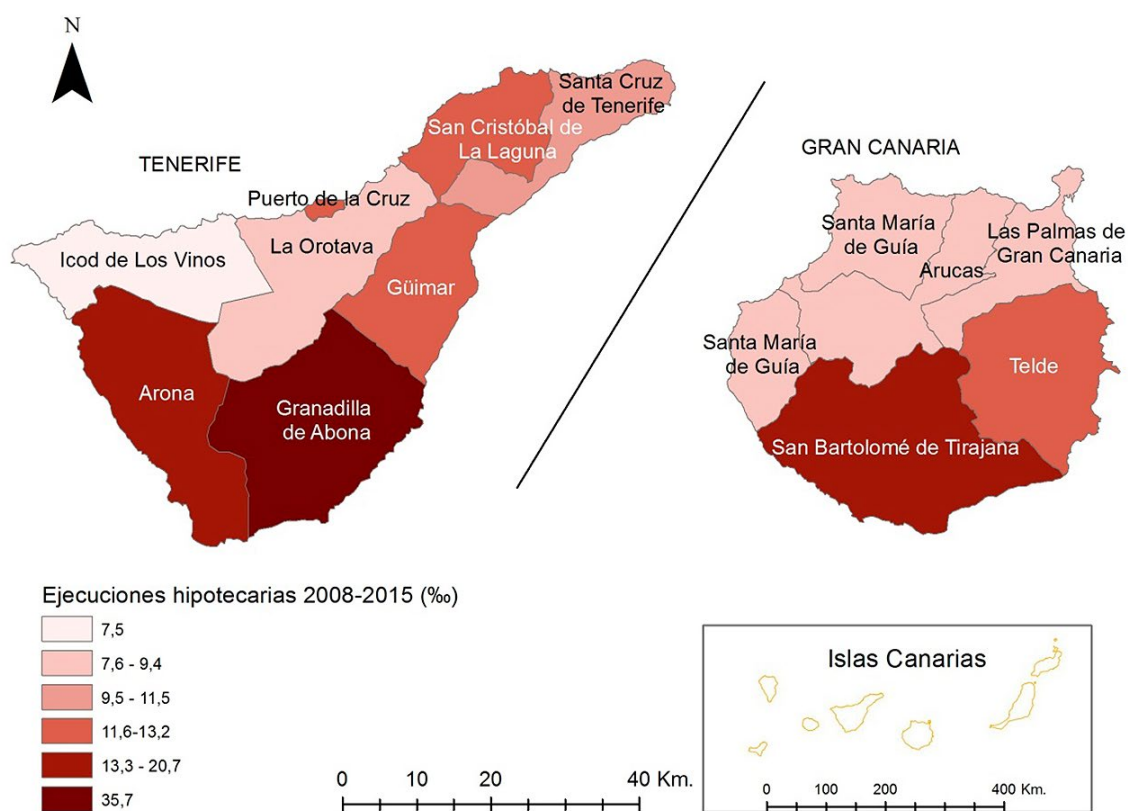 N
TENERIFE
Santa Cruz
de Tenerife
San Cristóbal de
La Laguna
Puerto de la Cruz
La Orotava
Icod de Los Vinos
Güimar
Arona
Granadilla
de Abona
GRAN CANARIA
Santa María
de Guía
Arucas
Las Palmas de
Gran Canaria
Santa María
de Guía
Telde
San Bartolomé de Tirajana
Ejecuciones hipotecarias 2008-2015 (‰)
7,5
7,6 - 9,4
9,5 - 11,5
11,6-13,2
13,3 - 20,7
35,7
0 10 20 40 Km.
Islas Canarias
0 100 200 400 Km.